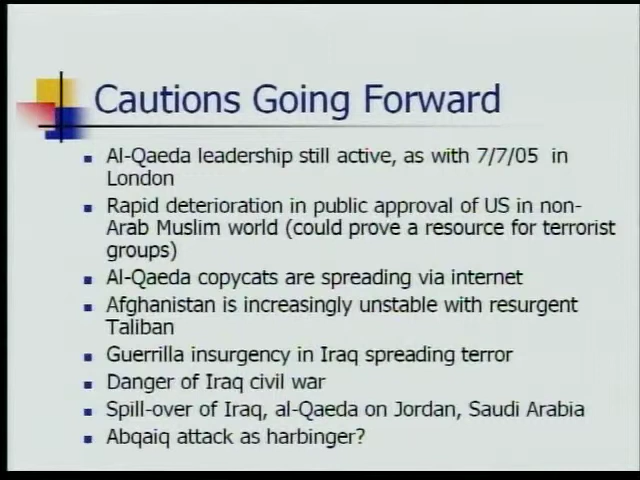 Cautions Going Forward
Al-Qaeda leadership still active, as with 7/7/05 in
London
Rapid deterioration in public approval of US in non-
Arab Muslim world (could prove a resource for terrorist
groups)
Al-Qaeda copycats are spreading via internet
Afghanistan is increasingly unstable with resurgent
Taliban
Guerrilla insurgency in Iraq spreading terror
Danger of Iraq civil war
Spill-over of Iraq, al-Qaeda on Jordan, Saudi Arabia
Abqaiq attack as harbinger?